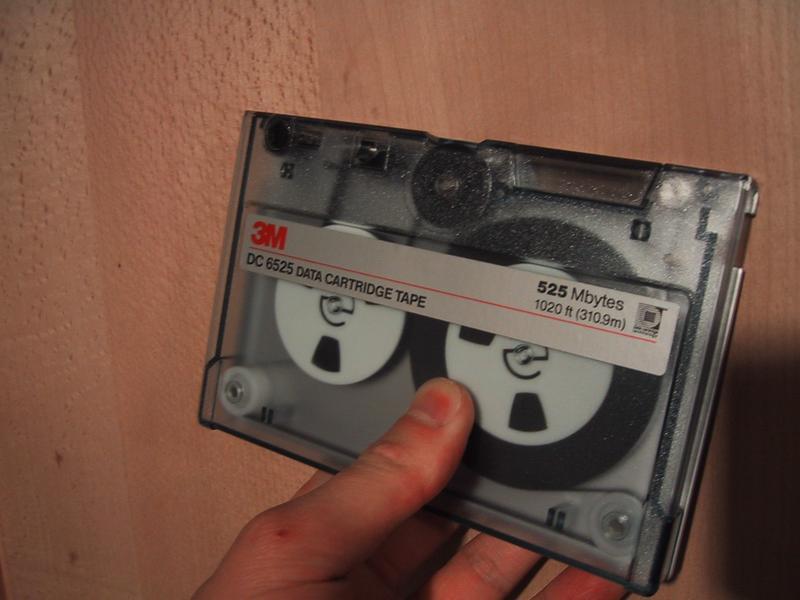 3M
DC 6525 DATA CARTRIDGE TAPE
525 Mbytes
1020 ft (310.9m)